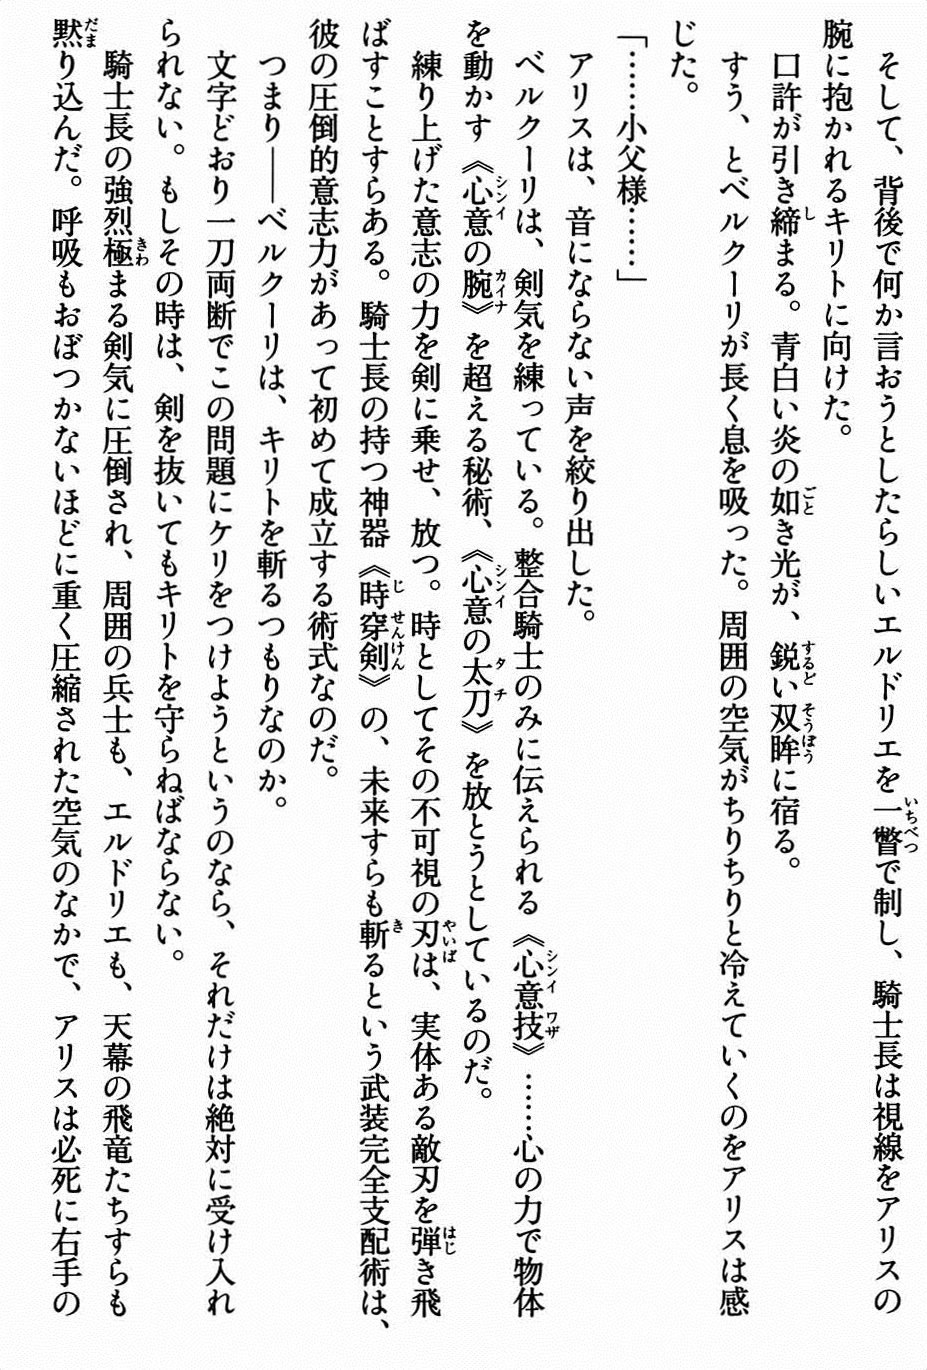 そして、背後で何か言おうとしたらしいエルドリエを一瞥で制し、騎士長は視線をアリスの
腕に抱かれるキリトに向けた。
口許が引き締まる。青白い炎の如き光が、鋭い双眸に宿る。
すう、とベルクーリが長く息を吸った。周囲の空気がちりちりと冷えていくのをアリスは感
じた。
「……小父様……」
アリスは、音にならない声を絞り出した。
ベルクーリは、剣気を練っている。整合騎士のみに伝えられる《心意技》……心の力で物体
を動かす《心意の腕》を超える秘術、《心意の太刀》を放とうとしているのだ。
練り上げた意志の力を剣に乗せ、放つ。時としてその不可視の刃は、実体ある敵刃を弾き飛
ばすことすらある。騎士長の持つ神器《時穿剣》の、未来すらも斬るという武装完全支配術は、
彼の圧倒的意志力があって初めて成立する術式なのだ。
つまり――ベルクーリは、キリトを斬るつもりなのか。
文字どおり一刀両断でこの問題にケリをつけようというのなら、それだけは絶対に受け入れ
られない。もしその時は、剣を抜いてもキリトを守らねばならない。
騎士長の強烈極まる剣気に圧倒され、周囲の兵士も、エルドリエも、天幕の飛竜たちすらも
黙り込んだ。呼吸もおぼつかないほどに重く圧縮された空気のなかで、アリスは必死に右手の